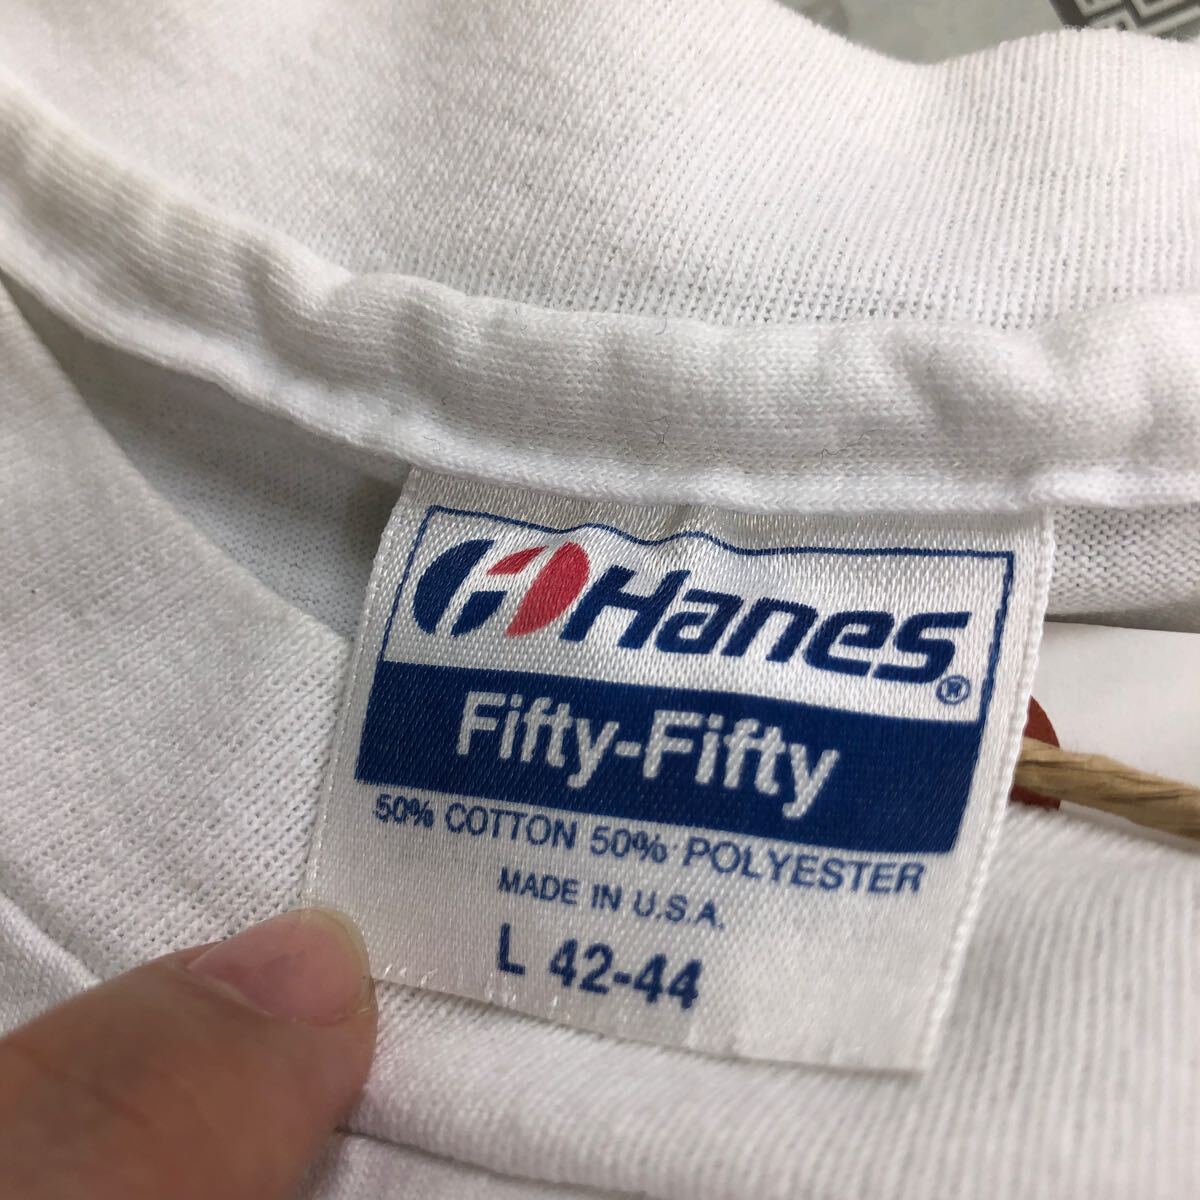 Hanes®
Fifty-Fifty
50% COTTON 50% POLYESTER
MADE IN U.S.A.
L 42-44